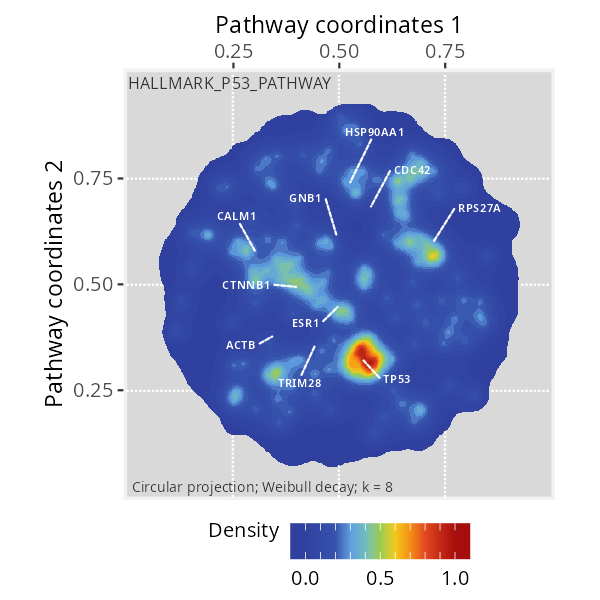 Pathway coordinates 1
0.25 0.50 0.75
HALLMARK_P53_PATHWAY
HSP90AA1
CDC42
GNB1
RPS27A
CALM1
CTNNB1
ESR1
ACTB
TRIM28
TP53
Pathway coordinates 2
0.75
0.50
0.25
Circular projection; Weibull decay; k = 8
Density
0.0 0.5 1.0